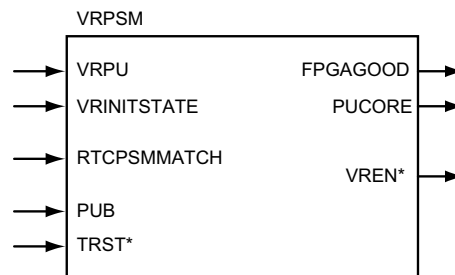 VRPSM
VRPU
FPGAGOOD
VRINITSTATE
PUCORE
RTCPSMMATCH
VREN*
PUB
TRST*